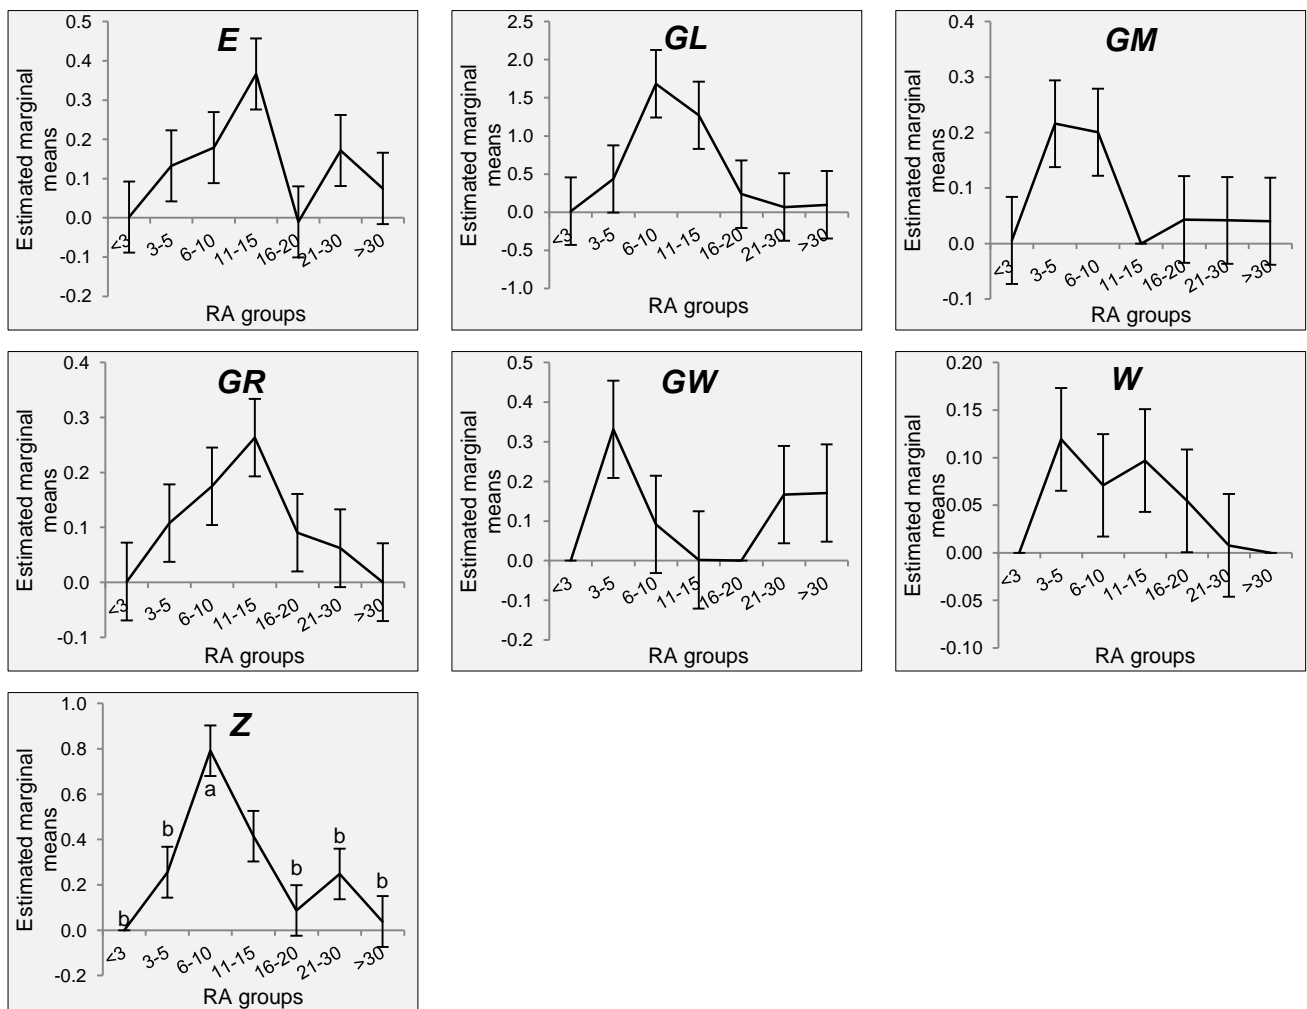 E
Estimated marginal
means
0.5
0.4
0.3
0.2
0.1
0.0
-0.1
-0.2
<3
3-5
6-10
11-15
16-20
21-30
>30
RA groups
GL
Estimated marginal
means
2.5
2.0
1.5
1.0
0.5
0.0
-0.5
-1.0
<3
3-5
6-10
11-15
16-20
21-30
>30
RA groups
GM
Estimated marginal
means
0.4
0.3
0.2
0.1
0.0
-0.1
<3
3-5
6-10
11-15
16-20
21-30
>30
RA groups
GR
Estimated marginal
means
0.4
0.3
0.2
0.1
0.0
-0.1
<3
3-5
6-10
11-15
16-20
21-30
>30
RA groups
GW
Estimated marginal
means
0.5
0.4
0.3
0.2
0.1
0.0
-0.1
-0.2
<3
3-5
6-10
11-15
16-20
21-30
>30
RA groups
W
Estimated marginal
means
0.20
0.15
0.10
0.05
0.00
-0.05
-0.10
<3
3-5
6-10
11-15
16-20
21-30
>30
RA groups
Z
Estimated marginal
means
1.0
0.8
0.6
0.4
0.2
0.0
-0.2
b
b
a
b
b
b
<3
3-5
6-10
11-15
16-20
21-30
>30
RA groups